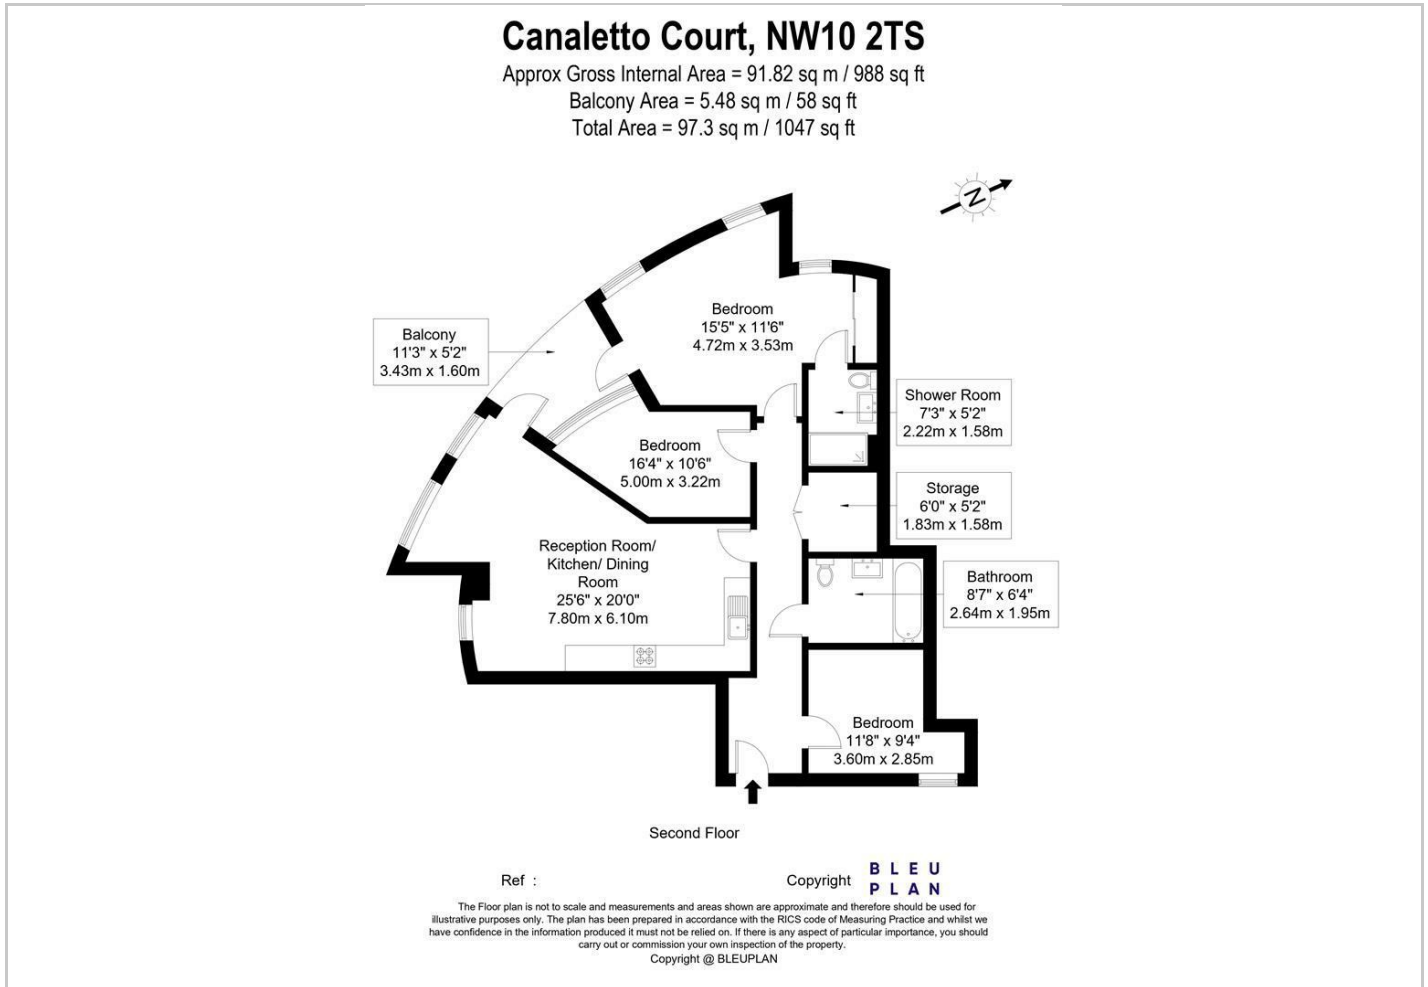 Canaletto Court, NW10 2TS
Approx Gross Internal Area = 91.82 sq m / 988 sq ft
Balcony Area = 5.48 sq m / 58 sq ft
Total Area = 97.3 sq m / 1047 sq ft
N
Bedroom
15'5" x 11'6"
4.72m x 3.53m
Balcony
11'3" x 5'2"
3.43m x 1.60m
Shower Room
7'3" x 5'2"
2.22m x 1.58m
Bedroom
16'4" x 10'6"
5.00m x 3.22m
Storage
6'0" x 5'2"
1.83m x 1.58m
Reception Room/
Kitchen/ Dining
Room
25'6" x 20'0"
7.80m x 6.10m
Bathroom
8'7" x 6'4"
2.64m x 1.95m
Bedroom
11'8" x 9'4"
3.60m x 2.85m
Second Floor
Ref :
Copyright
BLEU
PLAN
The Floor plan is not to scale and measurements and areas shown are approximate and therefore should be used for
illustrative purposes only. The plan has been prepared in accordance with the RICS code of Measuring Practice and whilst we
have confidence in the information produced it must not be relied on. If there is any aspect of particular importance, you should
carry out or commission your own inspection of the property.
Copyright @ BLEUPLAN